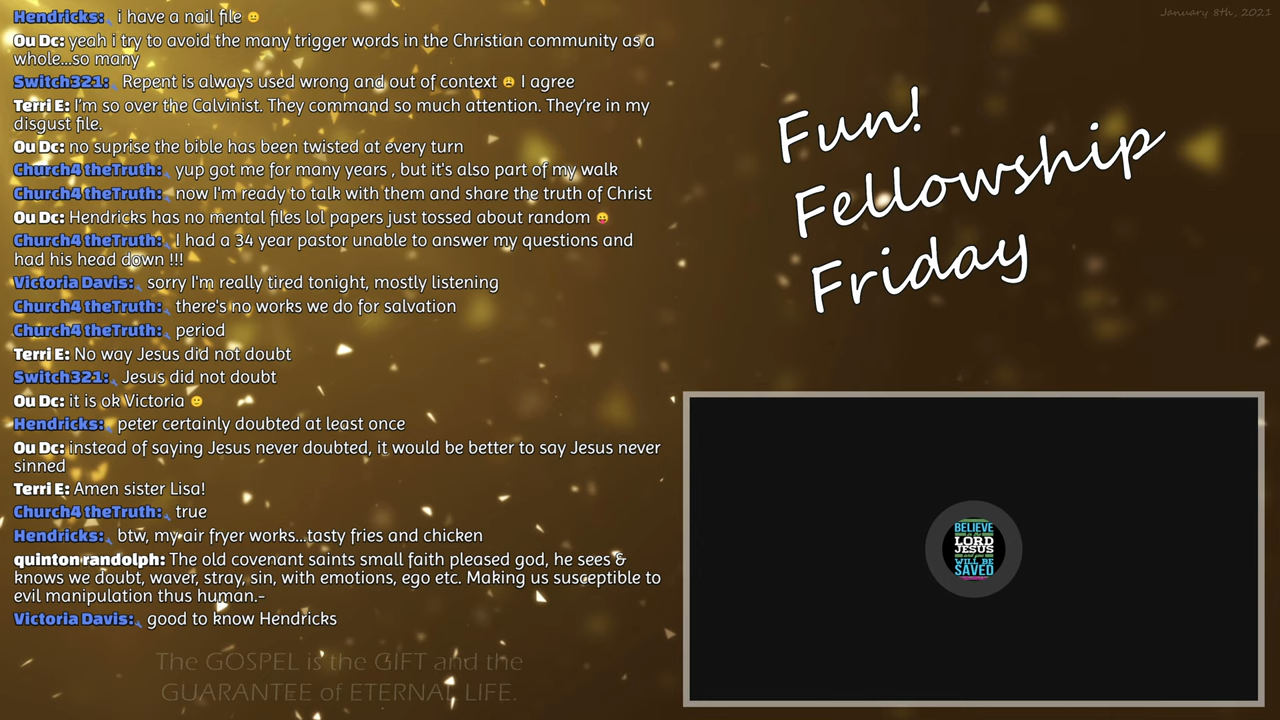 Hendricks: i have a nail file 😐
Ou Dc: yeah i try to avoid the many trigger words in the Christian community as a
whole...so many
Switch321: Repent is always used wrong and out of context ☹️ I agree
Terri E: I'm so over the Calvinist. They command so much attention. They're in my
disgust file.
Ou Dc: no suprise the bible has been twisted at every turn
Church4 theTruth: yup got me for many years , but it's also part of my walk
Church4 theTruth: now I'm ready to talk with them and share the truth of Christ
Ou Dc: Hendricks has no mental files lol papers just tossed about random 😛
Church4 theTruth: I had a 34 year pastor unable to answer my questions and
had his head down !!!
Victoria Davis: sorry I'm really tired tonight, mostly listening
Church4 theTruth: there's no works we do for salvation
Church4 theTruth: period
Terri E: No way Jesus did not doubt
Switch321: Jesus did not doubt
Ou Dc: it is ok Victoria 🙂
Hendricks: peter certainly doubted at least once
Ou Dc: instead of saying Jesus never doubted, it would be better to say Jesus never
sinned
Terri E: Amen sister Lisa!
Church4 theTruth: true
Hendricks: btw, my air fryer works...tasty fries and chicken
quinton randolph: The old covenant saints small faith pleased god, he sees &
knows we doubt, waver, stray, sin, with emotions, ego etc. Making us susceptible to
evil manipulation thus human.-
Victoria Davis: good to know Hendricks
The GOSPEL is the GIFT and the
GUARANTEE of ETERNAL LIFE.
January 8th, 2021
Fun!
Fellowship
Friday
BELIEVE
LORD
JESUS
WILL BE
SAVED